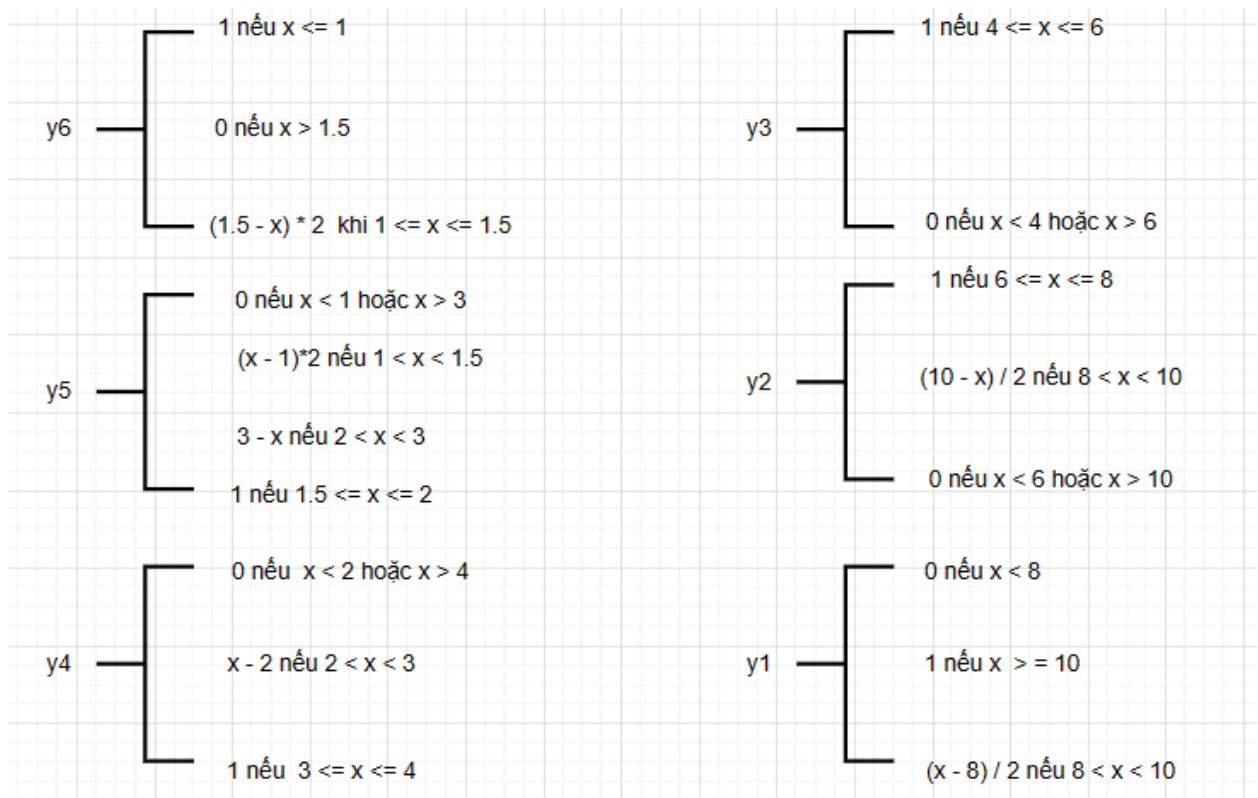 y6
1 nếu x <= 1
0 nếu x > 1.5
(1.5 - x) * 2 khi 1 <= x <= 1.5
y5
0 nếu x < 1 hoặc x > 3
(x - 1)*2 nếu 1 < x < 1.5
3 - x nếu 2 < x < 3
1 nếu 1.5 <= x <= 2
y4
0 nếu x < 2 hoặc x > 4
x - 2 nếu 2 < x < 3
1 nếu 3 <= x <= 4
y3
1 nếu 4 <= x <= 6
0 nếu x < 4 hoặc x > 6
y2
1 nếu 6 <= x <= 8
(10 - x) / 2 nếu 8 < x < 10
0 nếu x < 6 hoặc x > 10
y1
0 nếu x < 8
1 nếu x > = 10
(x - 8) / 2 nếu 8 < x < 10